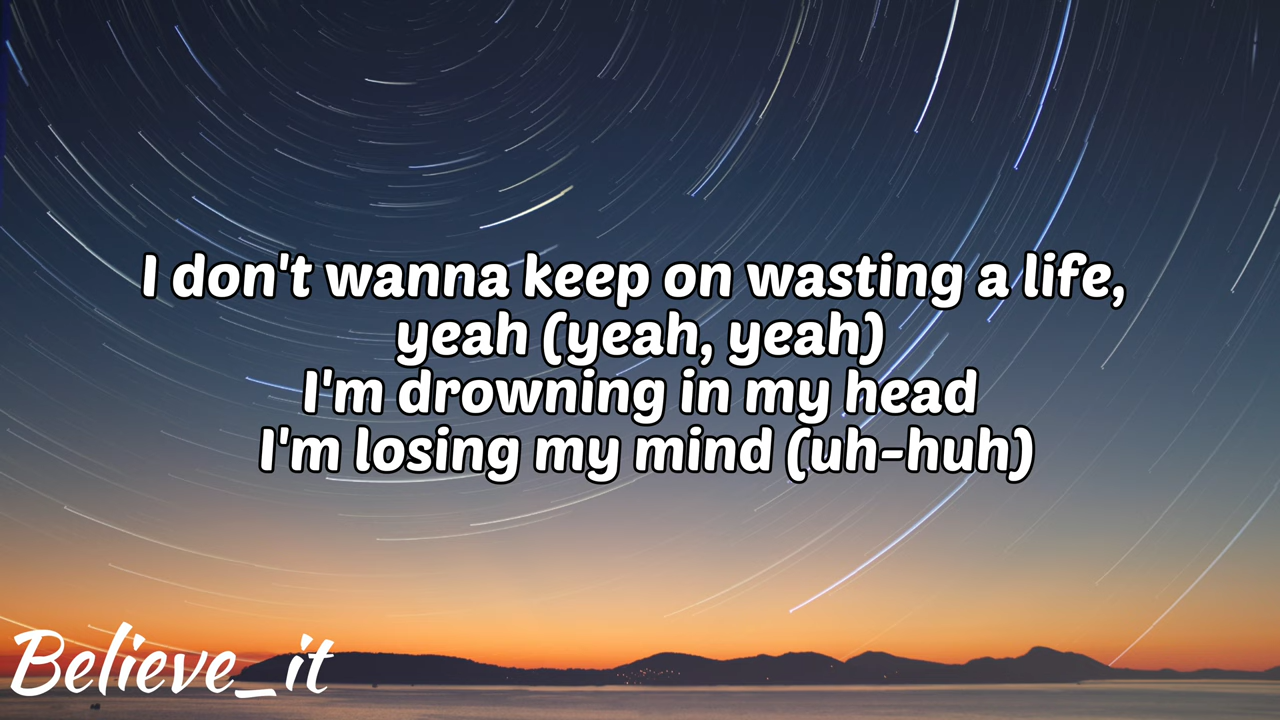 I don't wanna keep on wasting a life,
yeah (yeah, yeah)
I'm drowning in my head
I'm losing my mind (uh-huh)
Believe_it